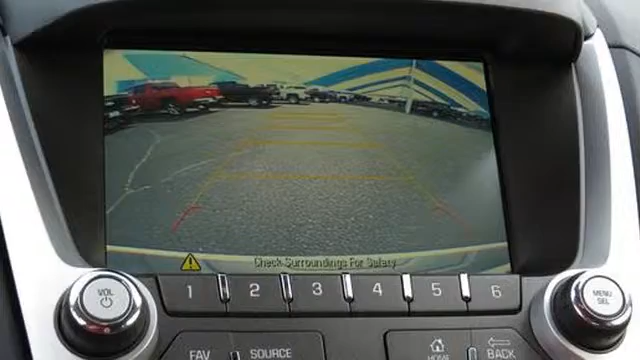 Check Surroundings For Safety
VOL
1 2 3 4 5 6
MENU
SEL
FAV
SOURCE
HOME
BACK